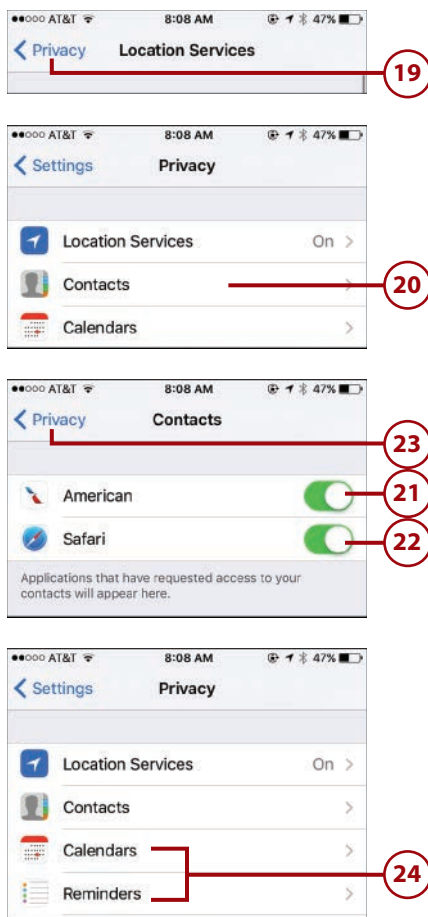 ●●○○○ AT&T 8:08 AM 47%
Privacy Location Services
19
●●○○○ AT&T 8:08 AM 47%
Settings Privacy
Location Services On
Contacts
20
Calendars
●●○○○ AT&T 8:08 AM 47%
Privacy Contacts
23
American
21
Safari
22
Applications that have requested access to your
contacts will appear here.
●●○○○ AT&T 8:08 AM 47%
Settings Privacy
Location Services On
Contacts
Calendars
24
Reminders